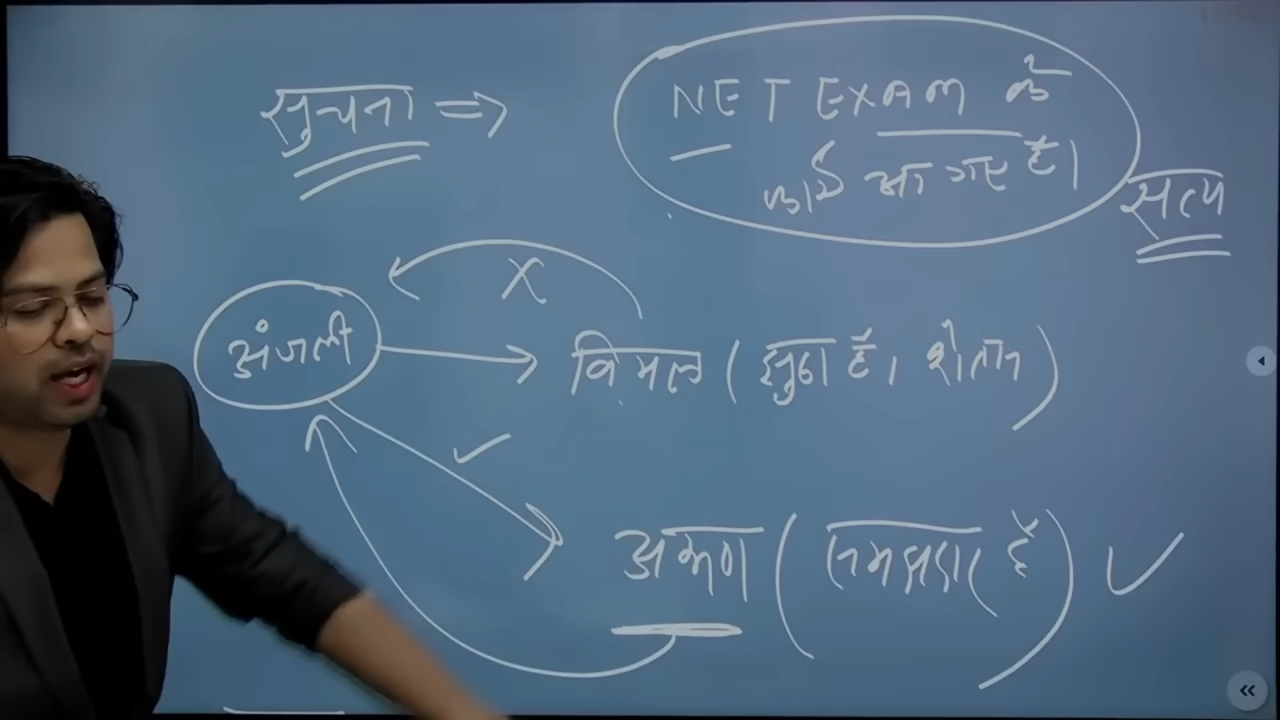 सुचना ⇒
NET EXAM के
कार्ड आ गए हैं।
सत्य
X
अंजली
विमल ( झुठा है। शैतान )
अरुण ( समझदार है ) ✓